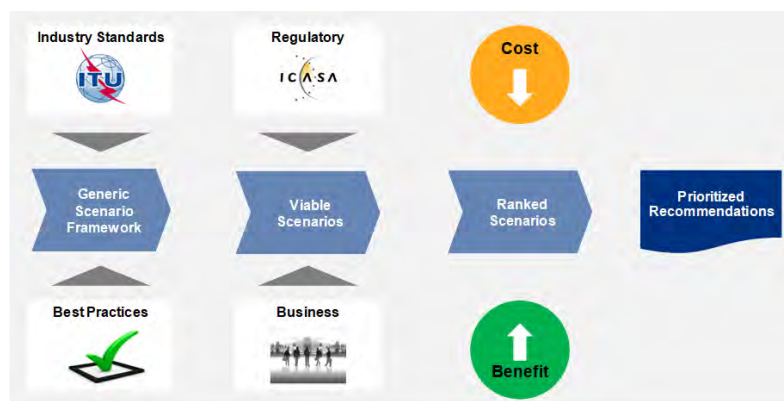 Industry Standards
ITU
Regulatory
ICASA
Cost
Generic
Scenario
Framework
Viable
Scenarios
Ranked
Scenarios
Prioritized
Recommendations
Best Practices
Business
Benefit